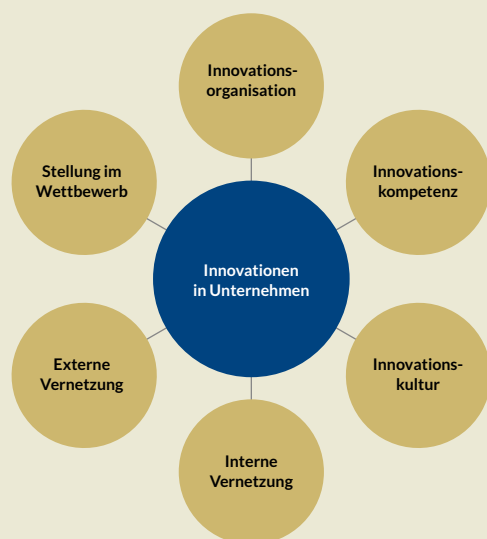 Innovations-
organisation
Stellung im
Wettbewerb
Innovations-
kompetenz
Innovationen
in Unternehmen
Externe
Vernetzung
Innovations-
kultur
Interne
Vernetzung